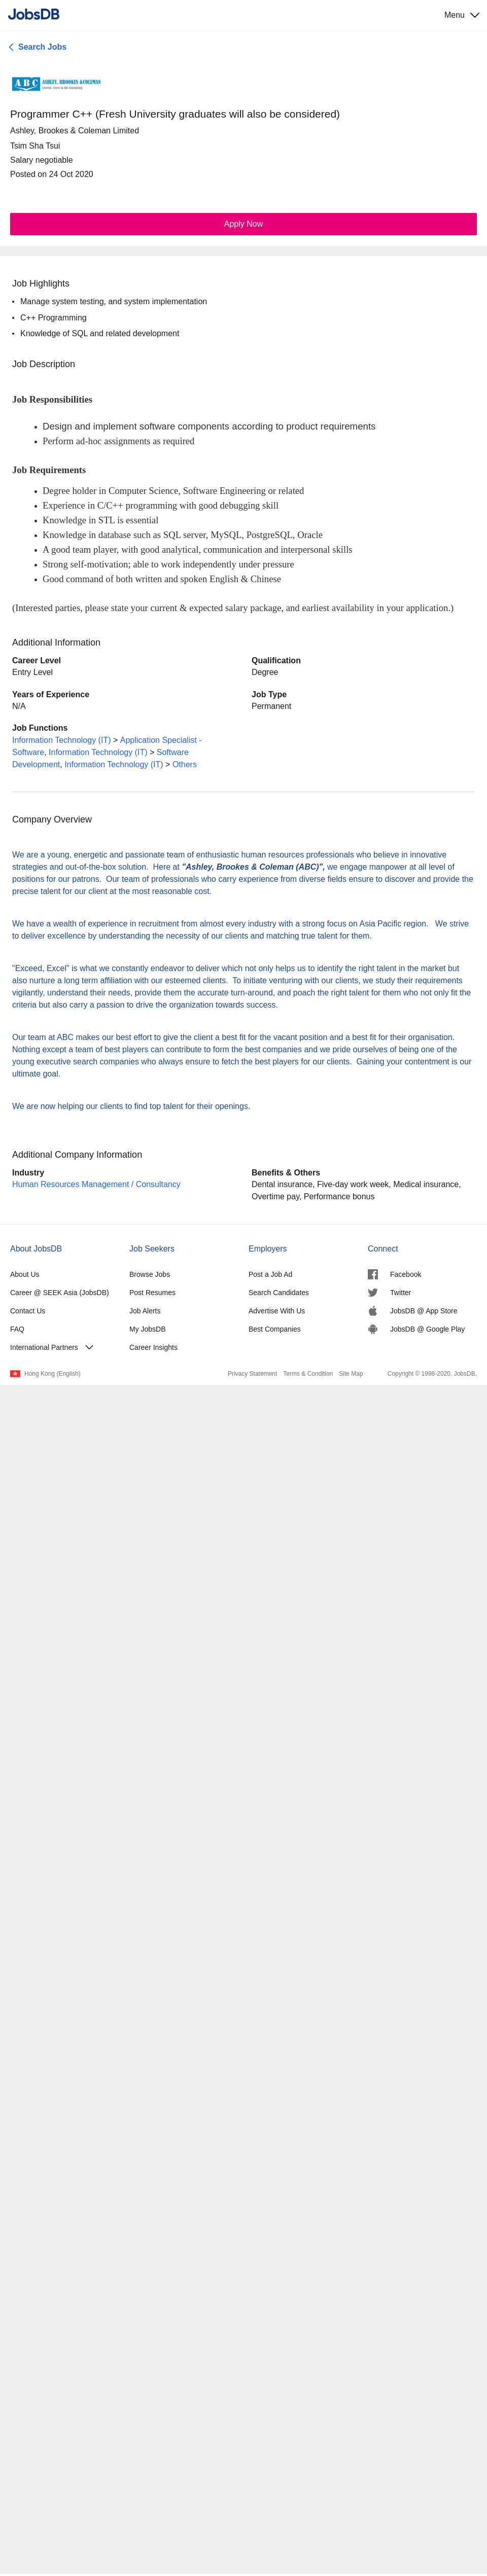 JobsDB
Menu
Search Jobs
ABC ASHLEY, BROOKES & COLEMAN
Programmer C++ (Fresh University graduates will also be considered)
Ashley, Brookes & Coleman Limited
Tsim Sha Tsui
Salary negotiable
Posted on 24 Oct 2020
Apply Now
Job Highlights
• Manage system testing, and system implementation
• C++ Programming
• Knowledge of SQL and related development
Job Description
Job Responsibilities
• Design and implement software components according to product requirements
• Perform ad-hoc assignments as required
Job Requirements
• Degree holder in Computer Science, Software Engineering or related
• Experience in C/C++ programming with good debugging skill
• Knowledge in STL is essential
• Knowledge in database such as SQL server, MySQL, PostgreSQL, Oracle
• A good team player, with good analytical, communication and interpersonal skills
• Strong self-motivation; able to work independently under pressure
• Good command of both written and spoken English & Chinese
(Interested parties, please state your current & expected salary package, and earliest availability in your application.)
Additional Information
Career Level
Entry Level
Qualification
Degree
Years of Experience
N/A
Job Type
Permanent
Job Functions
Information Technology (IT) > Application Specialist -
Software, Information Technology (IT) > Software
Development, Information Technology (IT) > Others
Company Overview
We are a young, energetic and passionate team of enthusiastic human resources professionals who believe in innovative
strategies and out-of-the-box solution.  Here at "Ashley, Brookes & Coleman (ABC)", we engage manpower at all level of
positions for our patrons.  Our team of professionals who carry experience from diverse fields ensure to discover and provide the
precise talent for our client at the most reasonable cost.
We have a wealth of experience in recruitment from almost every industry with a strong focus on Asia Pacific region.   We strive
to deliver excellence by understanding the necessity of our clients and matching true talent for them.
"Exceed, Excel" is what we constantly endeavor to deliver which not only helps us to identify the right talent in the market but
also nurture a long term affiliation with our esteemed clients.  To initiate venturing with our clients, we study their requirements
vigilantly, understand their needs, provide them the accurate turn-around, and poach the right talent for them who not only fit the
criteria but also carry a passion to drive the organization towards success.
Our team at ABC makes our best effort to give the client a best fit for the vacant position and a best fit for their organisation.
Nothing except a team of best players can contribute to form the best companies and we pride ourselves of being one of the
young executive search companies who always ensure to fetch the best players for our clients.  Gaining your contentment is our
ultimate goal.
We are now helping our clients to find top talent for their openings.
Additional Company Information
Industry
Human Resources Management / Consultancy
Benefits & Others
Dental insurance, Five-day work week, Medical insurance,
Overtime pay, Performance bonus
About JobsDB
About Us
Career @ SEEK Asia (JobsDB)
Contact Us
FAQ
International Partners
Job Seekers
Browse Jobs
Post Resumes
Job Alerts
My JobsDB
Career Insights
Employers
Post a Job Ad
Search Candidates
Advertise With Us
Best Companies
Connect
Facebook
Twitter
JobsDB @ App Store
JobsDB @ Google Play
Hong Kong (English)
Privacy Statement Terms & Condition Site Map Copyright © 1998-2020, JobsDB.